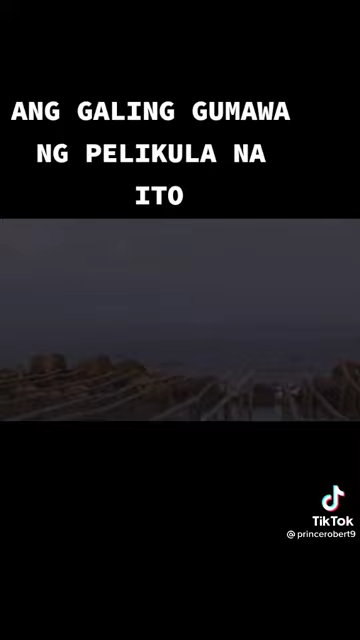 ANG GALING GUMAWA
NG PELIKULA NA
ITO
TikTok
@princerobert9